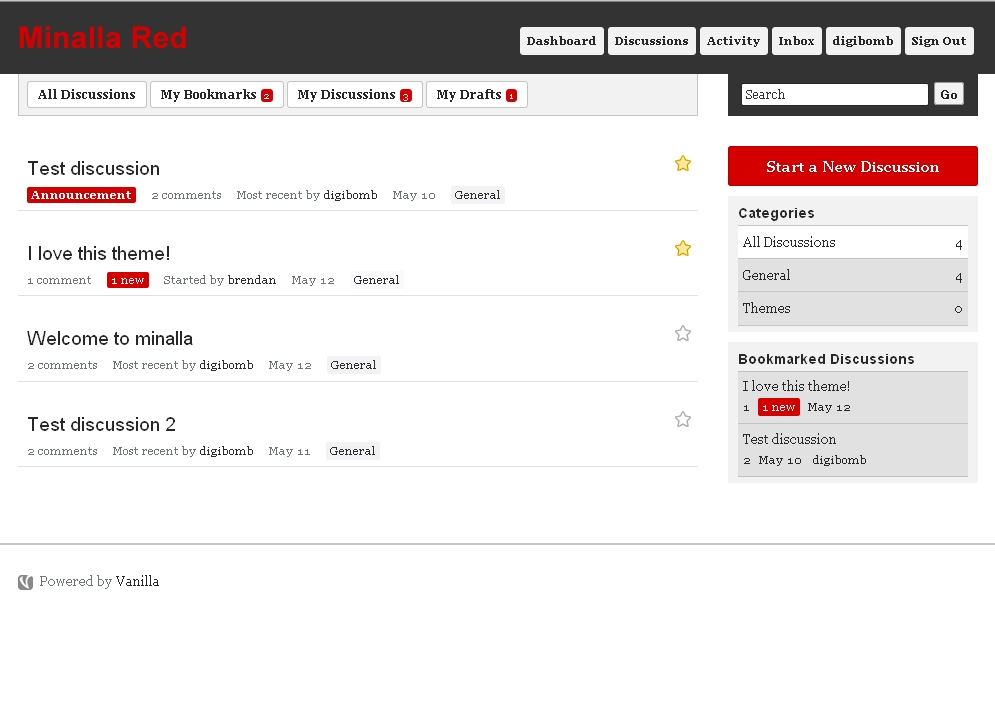 Minalla Red
Dashboard Discussions Activity Inbox digibomb Sign Out
All Discussions My Bookmarks 2 My Discussions 3 My Drafts 1
Search Go
Test discussion
Announcement 2 comments Most recent by digibomb May 10 General
I love this theme!
1 comment 1 new Started by brendan May 12 General
Welcome to minalla
2 comments Most recent by digibomb May 12 General
Test discussion 2
2 comments Most recent by digibomb May 11 General
Start a New Discussion
Categories
All Discussions 4
General 4
Themes 0
Bookmarked Discussions
I love this theme!
1 1 new May 12
Test discussion
2 May 10 digibomb
Powered by Vanilla